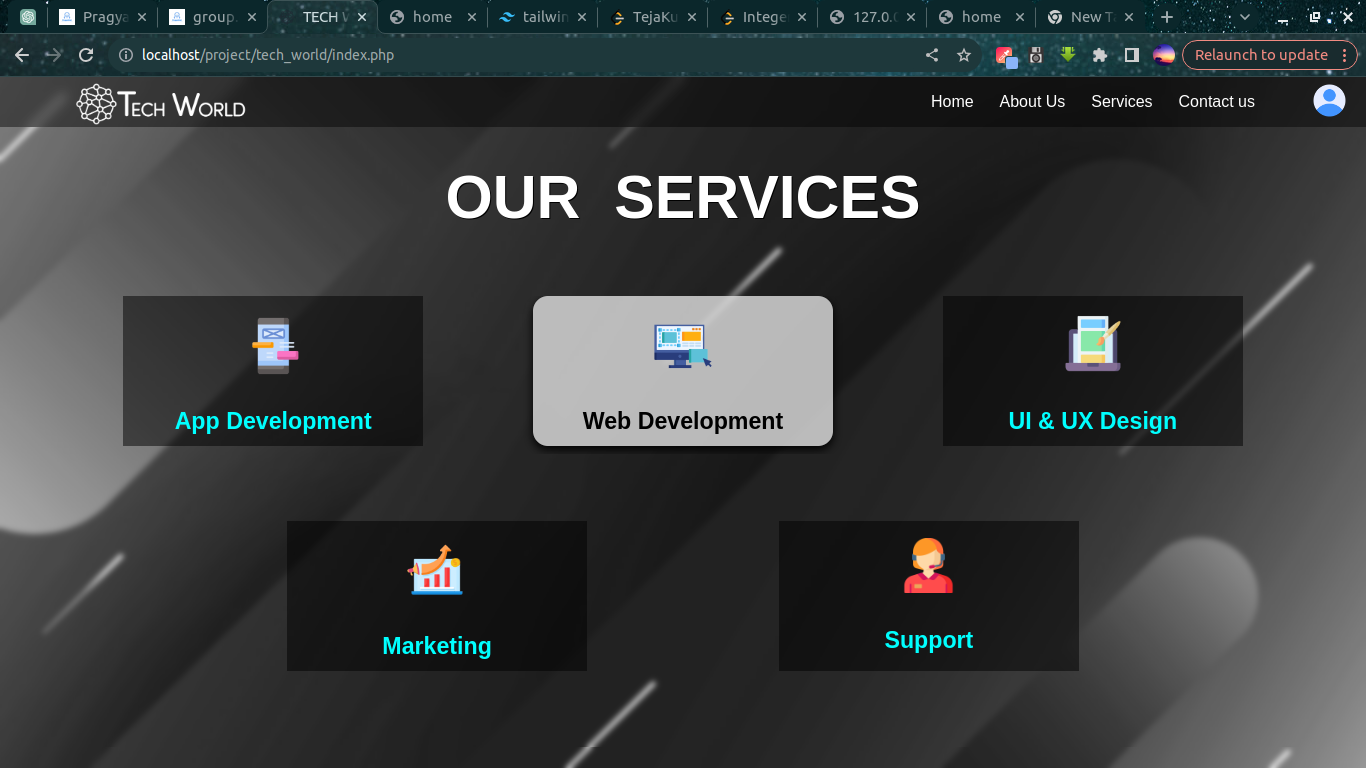 Pragya
group.
TECH W
home
tailwin
TejaKu
Intege
127.0.0
home
New T
localhost/project/tech_world/index.php
Relaunch to update
TECH WORLD
Home About Us Services Contact us
OUR SERVICES
App Development
Web Development
UI & UX Design
Marketing
Support